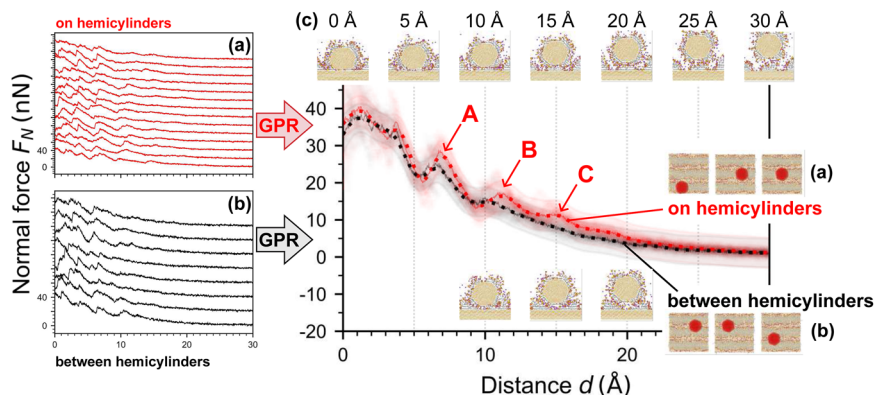 on hemicylinders
(a)
40
0
GPR
(b)
40
0
GPR
0
10
20
30
between hemicylinders
Normal force F_N (nN)
(c)
0 Å
5 Å
10 Å
15 Å
20 Å
25 Å
30 Å
40
30
20
10
0
-10
-20
A
B
C
on hemicylinders
(a)
between hemicylinders
(b)
0
10
20
Distance d (Å)